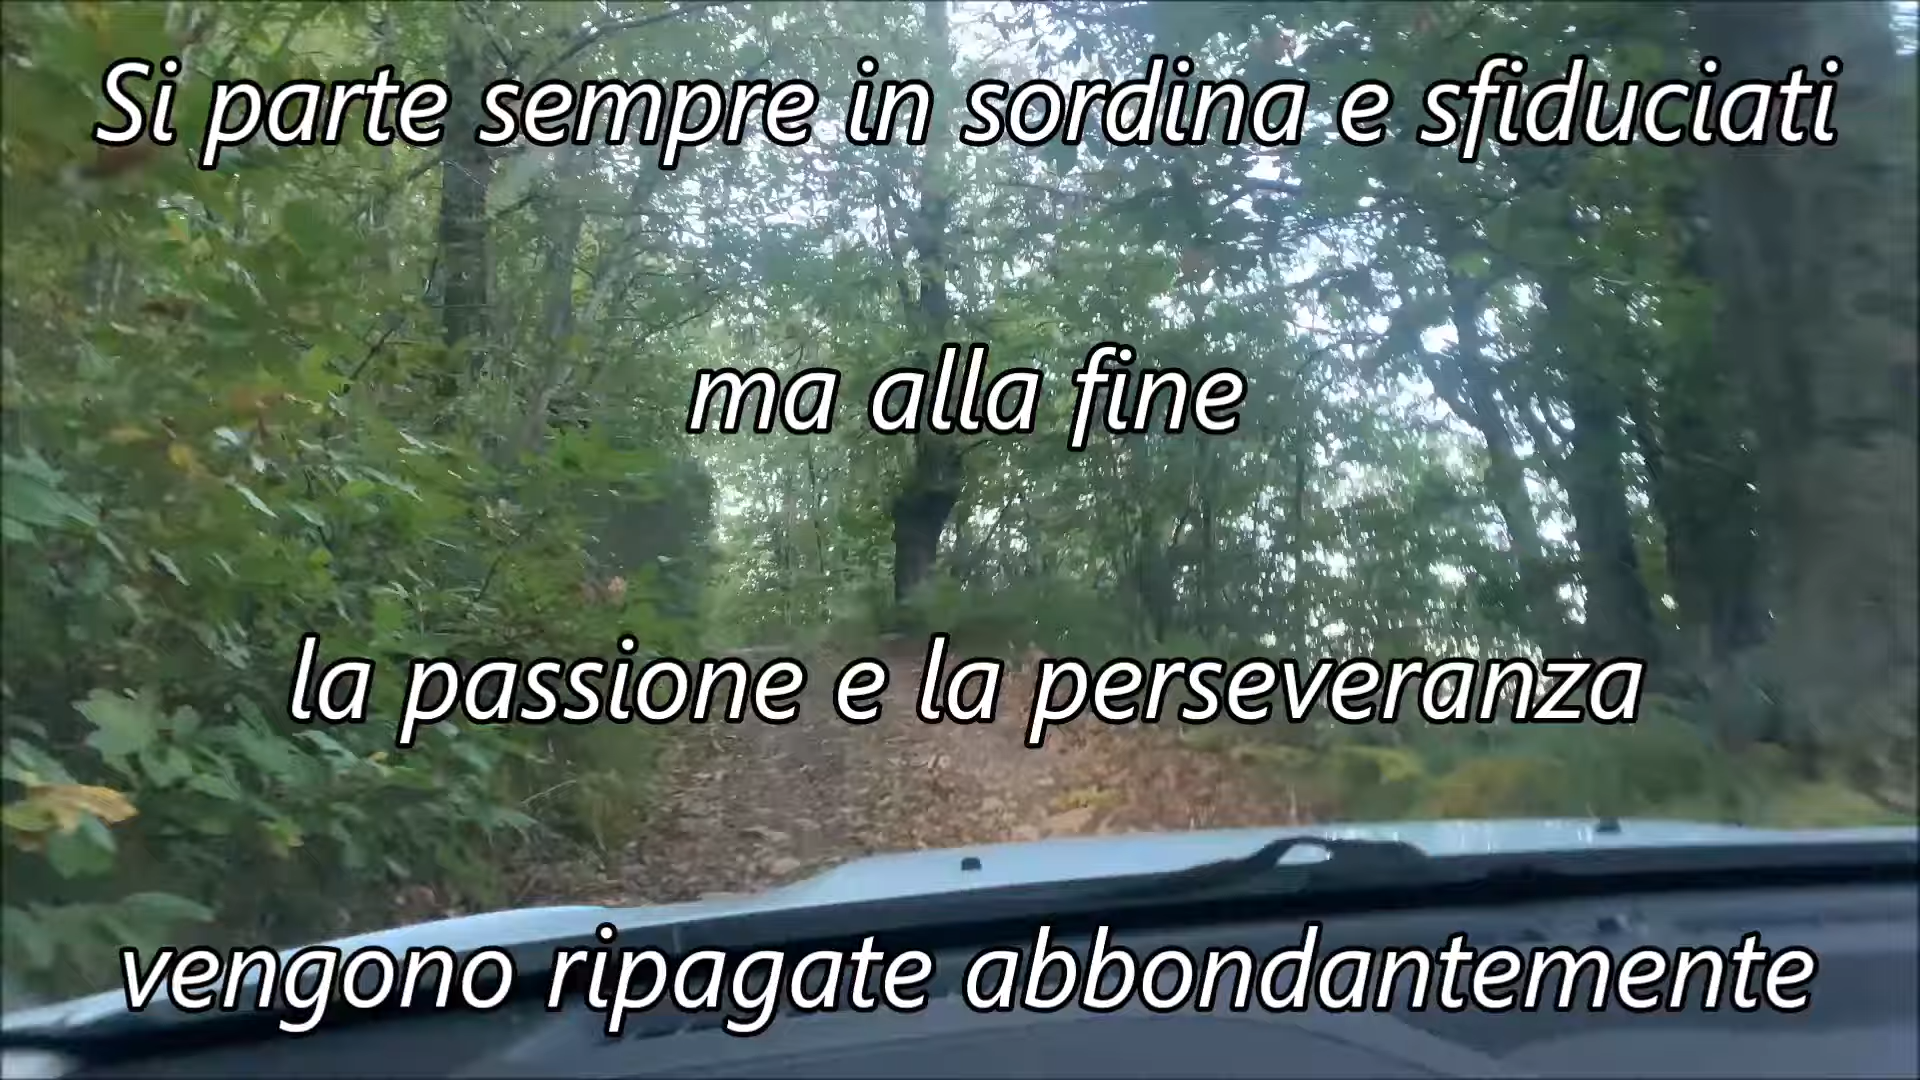 Si parte sempre in sordina e sfiduciati
ma alla fine
la passione e la perseveranza
vengono ripagate abbondantemente